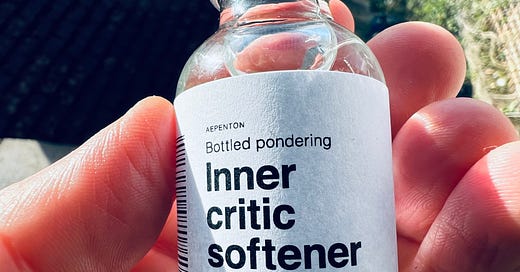 AEPENTON
Bottled pondering
Inner
critic
softener